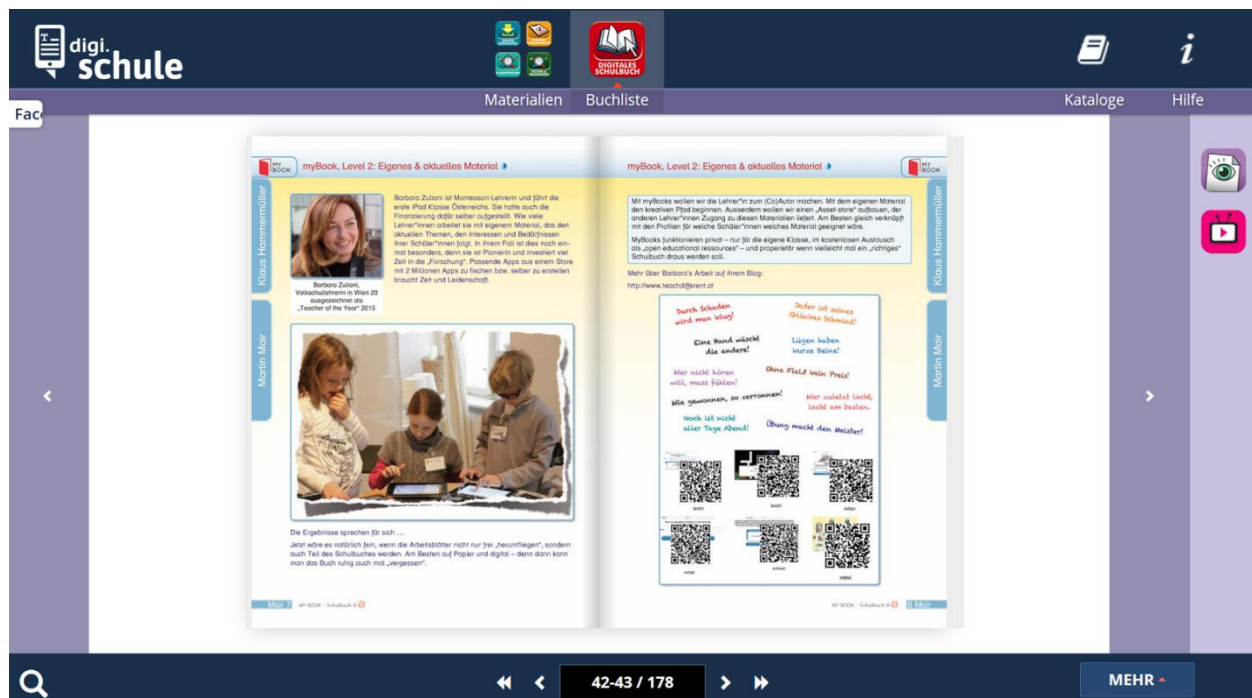 digi.
schule
DIGITALES
SCHULBUCH
Materialien
Buchliste
Kataloge
Hilfe
Fac
MY
BOOK
myBook, Level 2: Eigenes & aktuelles Material
Klaus Hammermüller
Martin Mair
Barbara Zuliani ist Montessori-Lehrerin und führt die
erste iPad Klasse Österreichs. Sie hatte auch die
Finanzierung dafür selber aufgestellt. Wie viele
Lehrer*innen arbeitet sie mit eigenem Material, das den
aktuellen Themen, den Interessen und Bedürfnissen
ihrer Schüler*innen folgt. In ihrem Fall ist dies noch ein-
mal besonders, denn sie ist Pionierin und investiert viel
Zeit in die „Forschung“. Passende Apps aus einem Store
mit 2 Millionen Apps zu fischen bzw. selber zu erstellen
braucht Zeit und Leidenschaft.
Barbara Zuliani,
Volksschullehrerin in Wien 20
ausgezeichnet als
„Teacher of the Year“ 2015
Die Ergebnisse sprechen für sich ...
Jetzt wäre es natürlich fein, wenn die Arbeitsblätter nicht nur frei „herumfliegen“, sondern
auch Teil des Schulbuches werden. Am Besten auf Papier und digital – denn dann kann
man das Buch ruhig auch mal „vergessen“.
Mair 7
MY BOOK - Schulbuch
myBook, Level 2: Eigenes & aktuelles Material
MY
BOOK
Mit myBooks wollen wir die Lehrer*in zum (Co)Autor machen. Mit dem eigenen Material
den kreativen Pfad beginnen. Ausserdem wollen wir einen „Asset-store“ aufbauen, der
anderen Lehrer*innen Zugang zu diesen Materialien liefert. Am Besten gleich verknüpft
mit den Profilen für welche Schüler*innen welches Material geeignet wäre.
MyBooks funktionieren privat – nur für die eigene Klasse, im kostenlosen Austausch
als „open educational ressources“ – und properietär wenn vielleicht mal ein „richtiges“
Schulbuch draus werden soll.
Mehr über Barbara's Arbeit auf ihrem Blog:
http://www.teachdifferent.at
Klaus Hammermüller
Martin Mair
Durch Schaden
wird man klug!
Jeder ist seines
Glückes Schmied!
Eine Hand wäscht
die andere!
Lügen haben
kurze Beine!
Wer nicht hören
will, muss fühlen!
Ohne Fleiß kein Preis!
Wie gewonnen, so zerronnen!
Wer zuletzt lacht,
lacht am besten.
Noch ist nicht
aller Tage Abend!
Übung macht den Meister!
leicht
leicht
mittel
mittel
schwer
mittel
MY BOOK - Schulbuch
8 Mair
42-43 / 178
MEHR